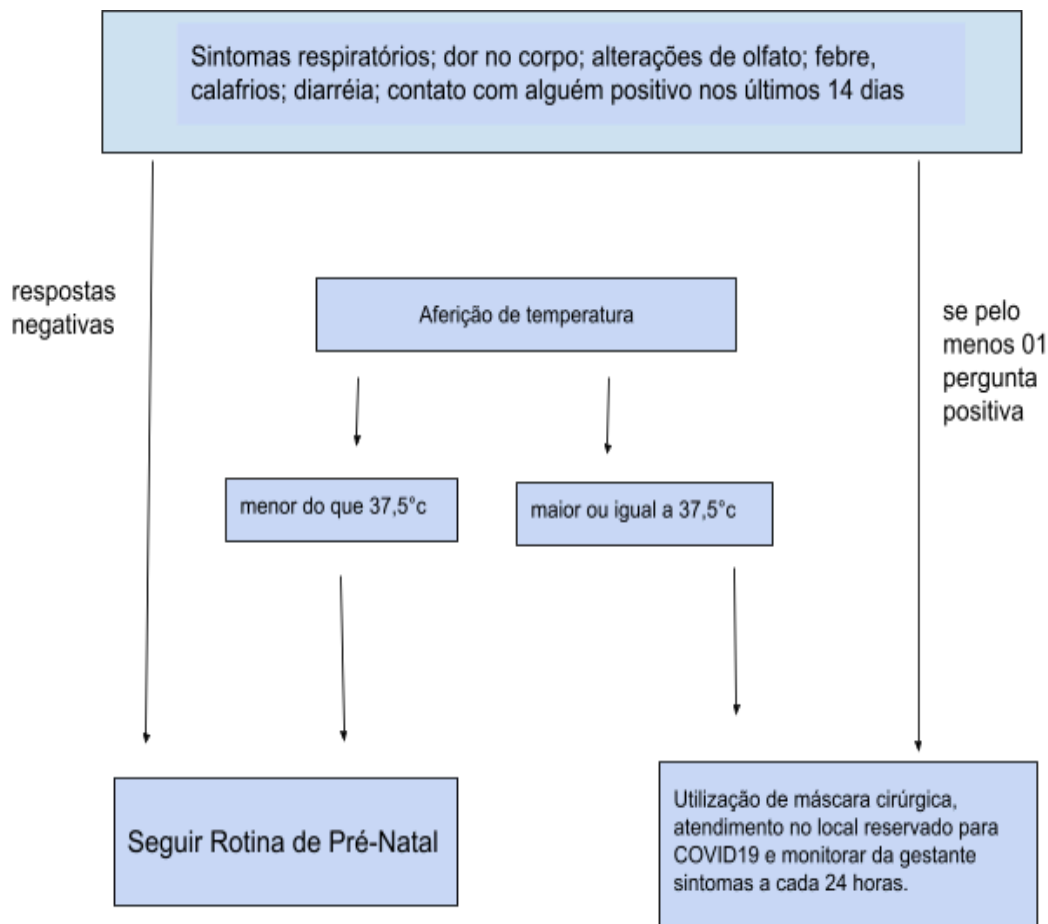 Sintomas respiratórios; dor no corpo; alterações de olfato; febre,
calafrios; diarréia; contato com alguém positivo nos últimos 14 dias
respostas
negativas
Aferição de temperatura
se pelo
menos 01
pergunta
positiva
menor do que 37,5°c
maior ou igual a 37,5°c
Seguir Rotina de Pré-Natal
Utilização de máscara cirúrgica,
atendimento no local reservado para
COVID19 e monitorar da gestante
sintomas a cada 24 horas.